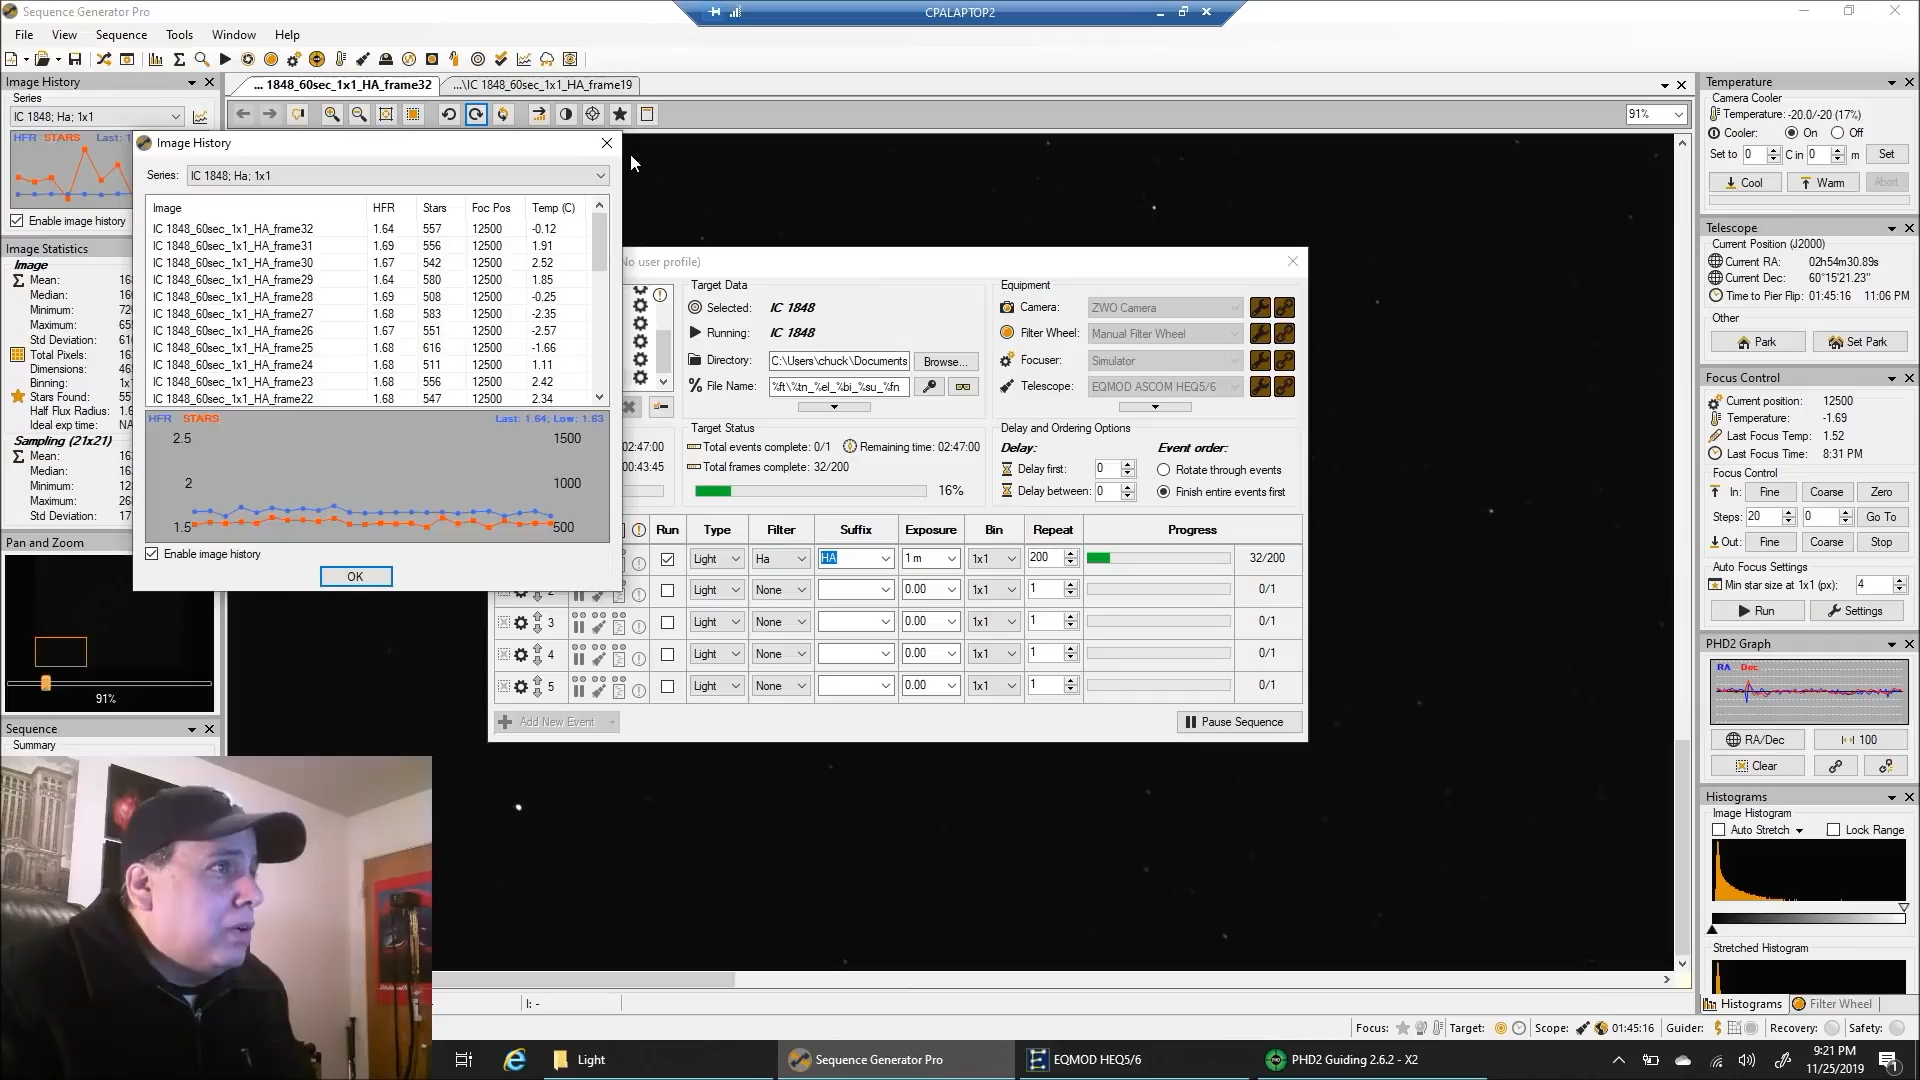 Sequence Generator Pro
CPALAPTOP2
File View Sequence Tools Window Help
Image History
Series
IC 1848; Ha; 1x1
HFR STARS Last: 1
Enable image history
... 1848_60sec_1x1_HA_frame32
...\IC 1848_60sec_1x1_HA_frame19
91%
Image History
Series: IC 1848; Ha; 1x1
Image HFR Stars Foc Pos Temp (C)
IC 1848_60sec_1x1_HA_frame32 1.64 557 12500 -0.12
IC 1848_60sec_1x1_HA_frame31 1.69 556 12500 1.91
IC 1848_60sec_1x1_HA_frame30 1.67 542 12500 2.52
IC 1848_60sec_1x1_HA_frame29 1.64 580 12500 1.85
IC 1848_60sec_1x1_HA_frame28 1.69 508 12500 -0.25
IC 1848_60sec_1x1_HA_frame27 1.68 583 12500 -2.35
IC 1848_60sec_1x1_HA_frame26 1.67 551 12500 -2.57
IC 1848_60sec_1x1_HA_frame25 1.68 616 12500 -1.66
IC 1848_60sec_1x1_HA_frame24 1.68 511 12500 1.11
IC 1848_60sec_1x1_HA_frame23 1.68 556 12500 2.42
IC 1848_60sec_1x1_HA_frame22 1.68 547 12500 2.34
HFR STARS Last: 1.64; Low: 1.63
2.5 1500
2 1000
1.5 500
Enable image history
OK
Image Statistics
Image
Mean: 16
Median: 16
Minimum: 72
Maximum: 65
Std Deviation: 61
Total Pixels: 16
Dimensions: 465
Binning: 1x
Stars Found: 55
Half Flux Radius: 1.6
Ideal exp time: NA
Sampling (21x21)
Mean: 16
Median: 16
Minimum: 12
Maximum: 26
Std Deviation: 17
Pan and Zoom
91%
Sequence
Summary
No user profile)
Target Data
Selected: IC 1848
Running: IC 1848
Directory: C:\Users\chuck\Documents Browse...
File Name: %ft\%tn_%el_%bi_%su_%fn
Equipment
Camera: ZWO Camera
Filter Wheel: Manual Filter Wheel
Focuser: Simulator
Telescope: EQMOD ASCOM HEQ5/6
02:47:00
00:43:45
Target Status
Total events complete: 0/1 Remaining time: 02:47:00
Total frames complete: 32/200
16%
Delay and Ordering Options
Delay: Event order:
Delay first: 0 Rotate through events
Delay between: 0 Finish entire events first
Run Type Filter Suffix Exposure Bin Repeat Progress
Light Ha HA 1 m 1x1 200 32/200
2 Light None 0.00 1x1 1 0/1
3 Light None 0.00 1x1 1 0/1
4 Light None 0.00 1x1 1 0/1
5 Light None 0.00 1x1 1 0/1
Add New Event
Pause Sequence
Temperature
Camera Cooler
Temperature: -20.0/-20 (17%)
Cooler: On Off
Set to 0 C in 0 m Set
Cool Warm Abort
Telescope
Current Position (J2000)
Current RA: 02h54m30.89s
Current Dec: 60°15'21.23"
Time to Pier Flip: 01:45:16 11:06 PM
Other
Park Set Park
Focus Control
Current position: 12500
Temperature: -1.69
Last Focus Temp: 1.52
Last Focus Time: 8:31 PM
Focus Control
In: Fine Coarse Zero
Steps: 20 0 Go To
Out: Fine Coarse Stop
Auto Focus Settings
Min star size at 1x1 (px): 4
Run Settings
PHD2 Graph
RA Dec
RA/Dec 100
Clear
Histograms
Image Histogram
Auto Stretch Lock Range
Stretched Histogram
Histograms Filter Wheel
I: -
Focus: Target: Scope: 01:45:16 Guider: Recovery: Safety:
Light
Sequence Generator Pro
EQMOD HEQ5/6
PHD2 Guiding 2.6.2 - X2
9:21 PM
11/25/2019
1